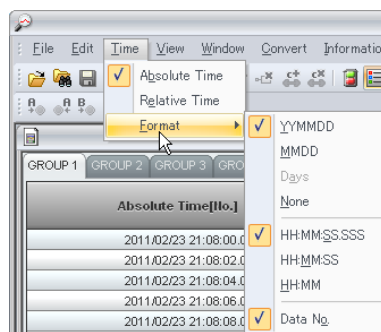 File Edit Time View Window Convert Informatio
Absolute Time
Relative Time
Format
YYMMDD
MMDD
Days
None
HH:MM:SS.SSS
HH:MM:SS
HH:MM
Data No.
A B
GROUP 1 GROUP 2 GROUP 3 GRO
Absolute Time[No.]
2011/02/23 21:08:00.0
2011/02/23 21:08:02.0
2011/02/23 21:08:04.0
2011/02/23 21:08:06.0
2011/02/23 21:08:08.0